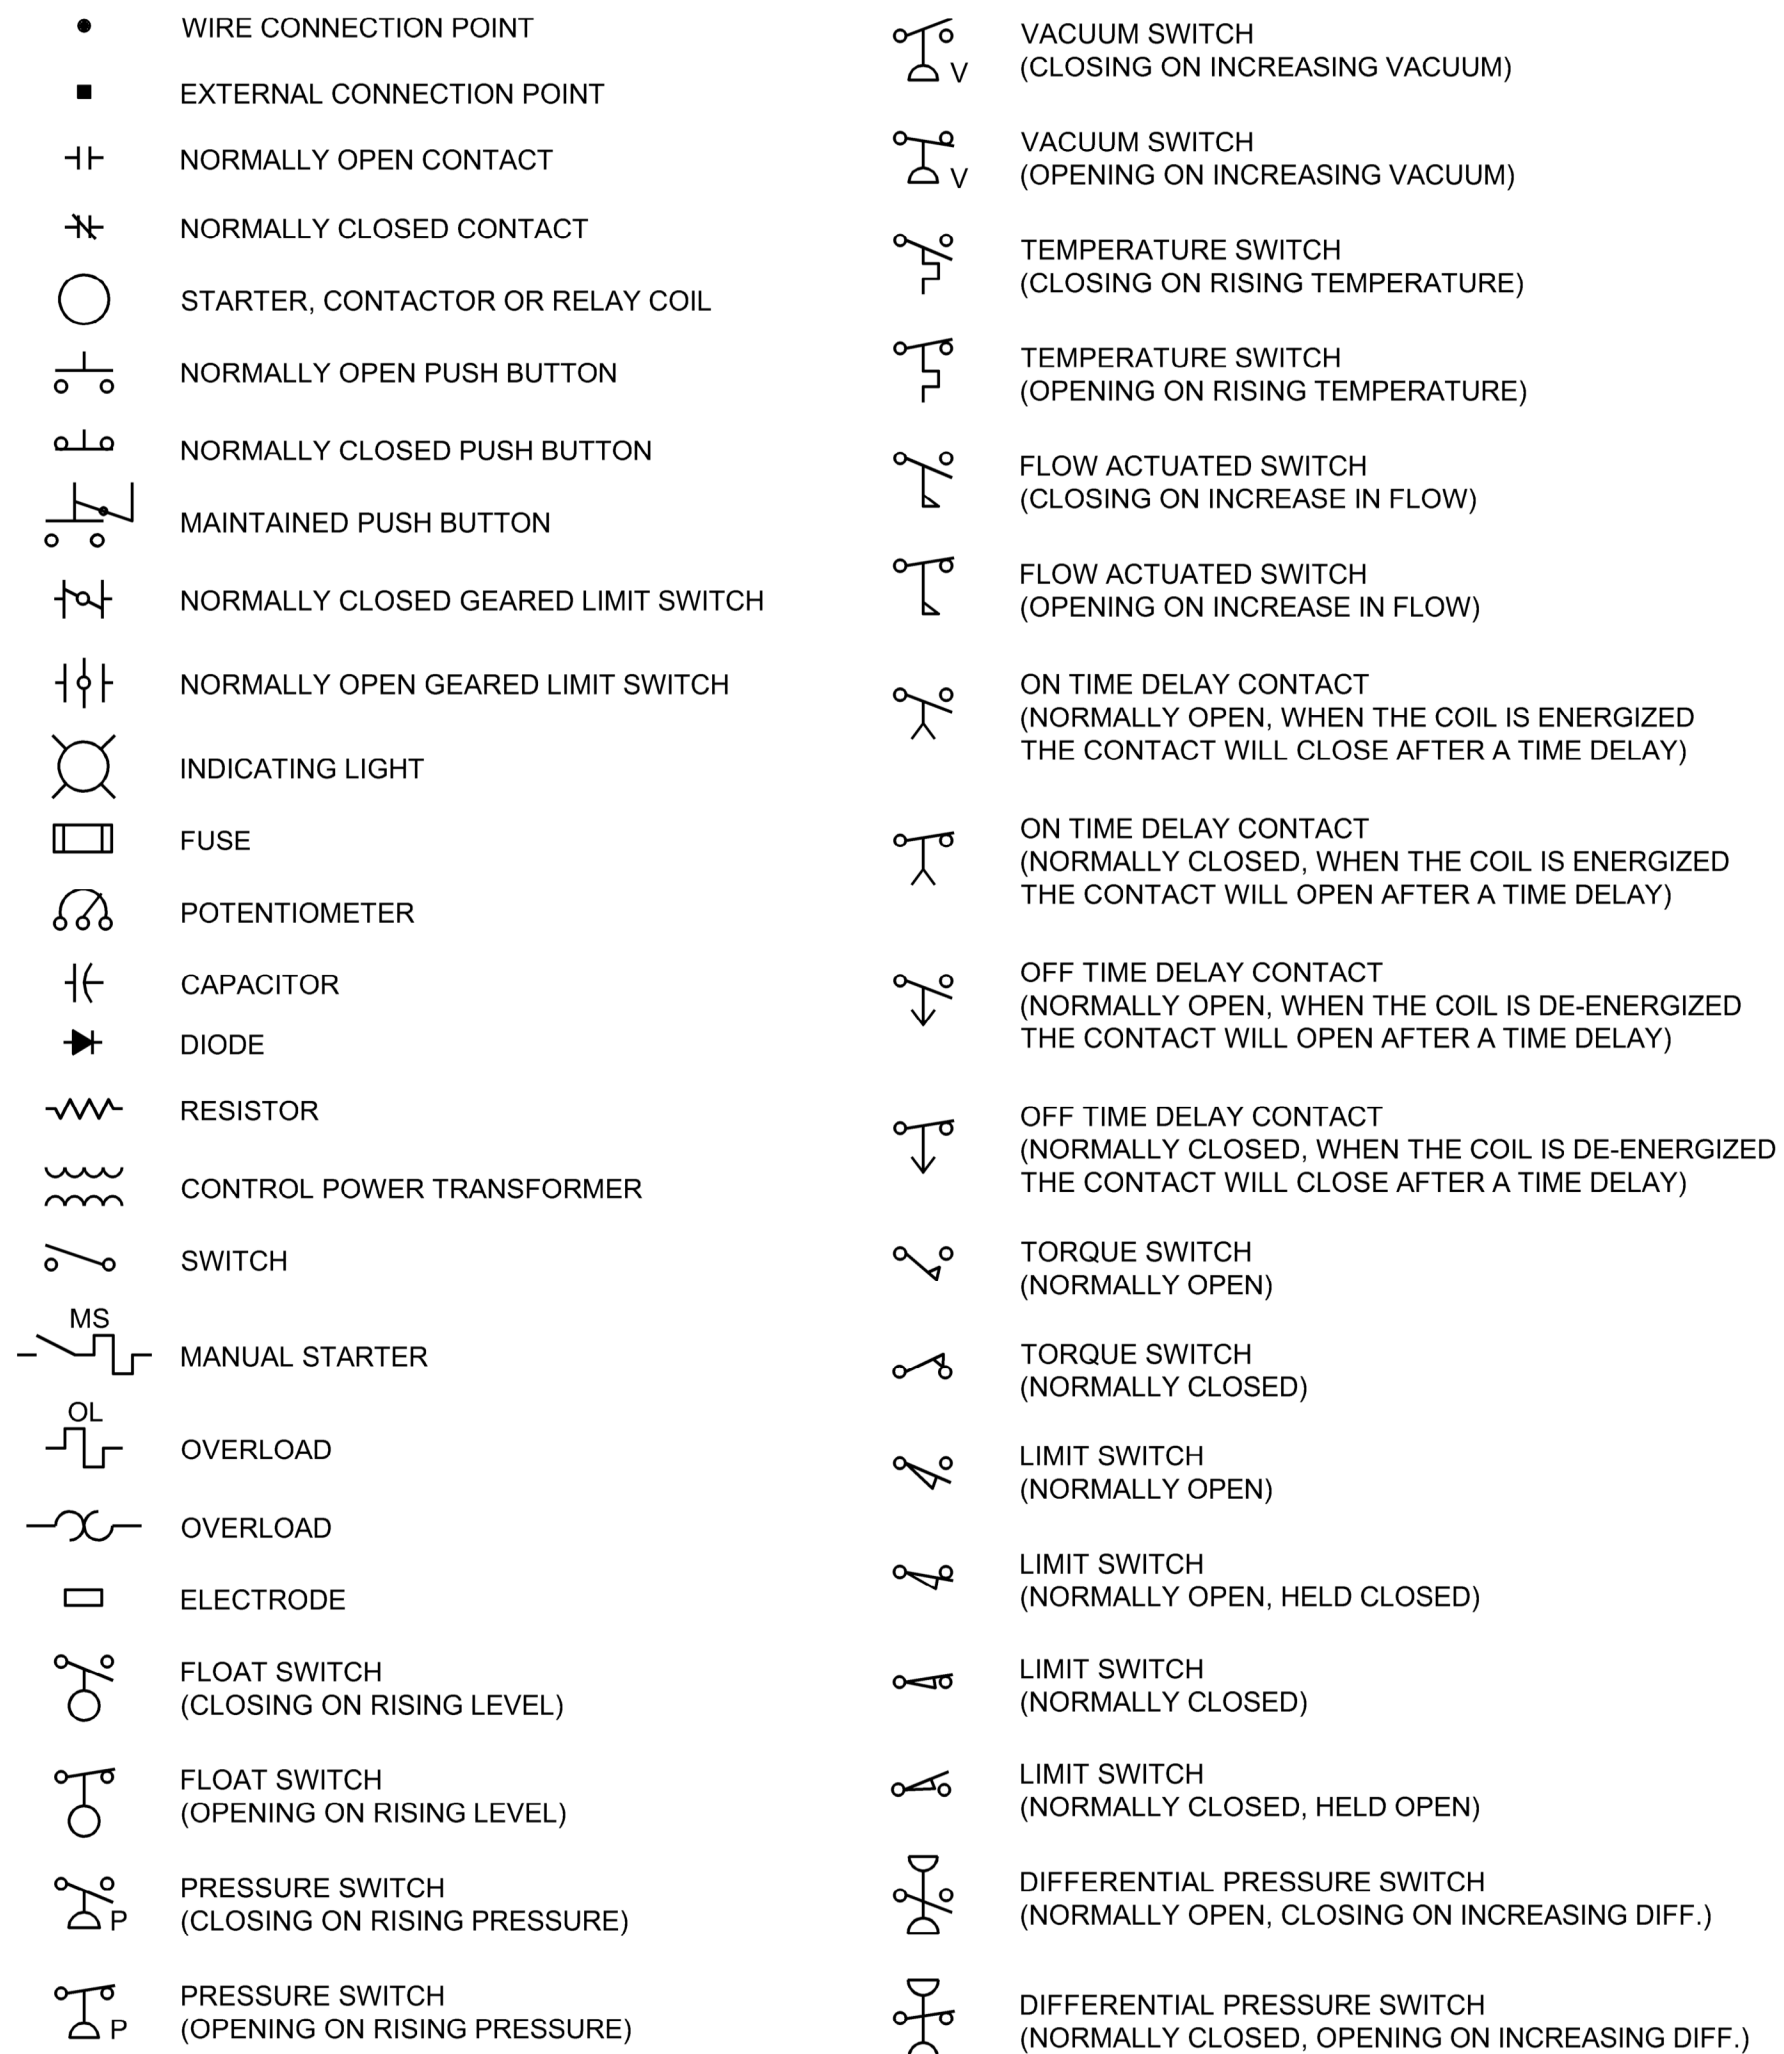 WIRE CONNECTION POINT
EXTERNAL CONNECTION POINT
NORMALLY OPEN CONTACT
NORMALLY CLOSED CONTACT
STARTER, CONTACTOR OR RELAY COIL
NORMALLY OPEN PUSH BUTTON
NORMALLY CLOSED PUSH BUTTON
MAINTAINED PUSH BUTTON
NORMALLY CLOSED GEARED LIMIT SWITCH
NORMALLY OPEN GEARED LIMIT SWITCH
INDICATING LIGHT
FUSE
POTENTIOMETER
CAPACITOR
DIODE
RESISTOR
CONTROL POWER TRANSFORMER
SWITCH
MS
MANUAL STARTER
OL
OVERLOAD
OVERLOAD
ELECTRODE
FLOAT SWITCH
(CLOSING ON RISING LEVEL)
FLOAT SWITCH
(OPENING ON RISING LEVEL)
PRESSURE SWITCH
P (CLOSING ON RISING PRESSURE)
PRESSURE SWITCH
P (OPENING ON RISING PRESSURE)
VACUUM SWITCH
V (CLOSING ON INCREASING VACUUM)
VACUUM SWITCH
V (OPENING ON INCREASING VACUUM)
TEMPERATURE SWITCH
(CLOSING ON RISING TEMPERATURE)
TEMPERATURE SWITCH
(OPENING ON RISING TEMPERATURE)
FLOW ACTUATED SWITCH
(CLOSING ON INCREASE IN FLOW)
FLOW ACTUATED SWITCH
(OPENING ON INCREASE IN FLOW)
ON TIME DELAY CONTACT
(NORMALLY OPEN, WHEN THE COIL IS ENERGIZED
THE CONTACT WILL CLOSE AFTER A TIME DELAY)
ON TIME DELAY CONTACT
(NORMALLY CLOSED, WHEN THE COIL IS ENERGIZED
THE CONTACT WILL OPEN AFTER A TIME DELAY)
OFF TIME DELAY CONTACT
(NORMALLY OPEN, WHEN THE COIL IS DE-ENERGIZED
THE CONTACT WILL OPEN AFTER A TIME DELAY)
OFF TIME DELAY CONTACT
(NORMALLY CLOSED, WHEN THE COIL IS DE-ENERGIZED
THE CONTACT WILL CLOSE AFTER A TIME DELAY)
TORQUE SWITCH
(NORMALLY OPEN)
TORQUE SWITCH
(NORMALLY CLOSED)
LIMIT SWITCH
(NORMALLY OPEN)
LIMIT SWITCH
(NORMALLY OPEN, HELD CLOSED)
LIMIT SWITCH
(NORMALLY CLOSED)
LIMIT SWITCH
(NORMALLY CLOSED, HELD OPEN)
DIFFERENTIAL PRESSURE SWITCH
(NORMALLY OPEN, CLOSING ON INCREASING DIFF.)
DIFFERENTIAL PRESSURE SWITCH
(NORMALLY CLOSED, OPENING ON INCREASING DIFF.)